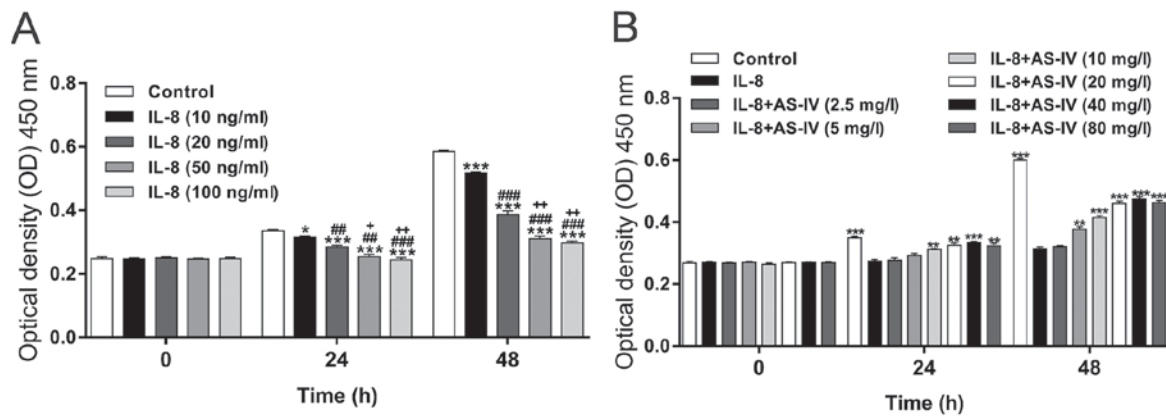 A
Optical density (OD) 450 nm
0.8
0.6
0.4
0.2
0.0
Control
IL-8 (10 ng/ml)
IL-8 (20 ng/ml)
IL-8 (50 ng/ml)
IL-8 (100 ng/ml)
*
##
***
+
##
***
++
###
***
***
###
***
++
###
***
++
###
***
0 24 48
Time (h)
B
Optical density (OD) 450 nm
0.8
0.6
0.4
0.2
0.0
Control
IL-8
IL-8+AS-IV (2.5 mg/l)
IL-8+AS-IV (5 mg/l)
IL-8+AS-IV (10 mg/l)
IL-8+AS-IV (20 mg/l)
IL-8+AS-IV (40 mg/l)
IL-8+AS-IV (80 mg/l)
*** ** ** *** **
*** ** *** *** *** ***
0 24 48
Time (h)